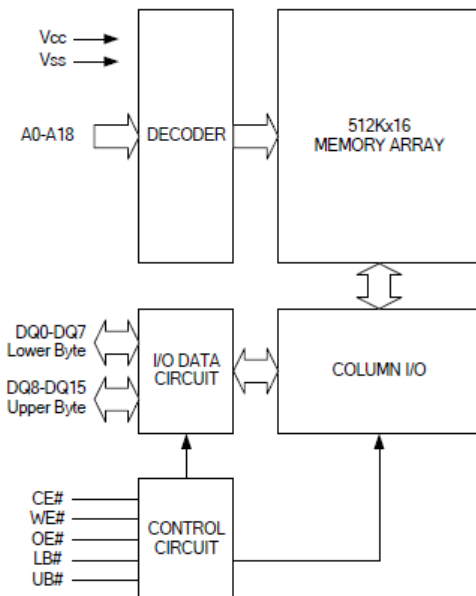 Vcc
Vss
A0-A18
DECODER
512Kx16
MEMORY ARRAY
DQ0-DQ7
Lower Byte
DQ8-DQ15
Upper Byte
I/O DATA
CIRCUIT
COLUMN I/O
CE#
WE#
OE#
LB#
UB#
CONTROL
CIRCUIT